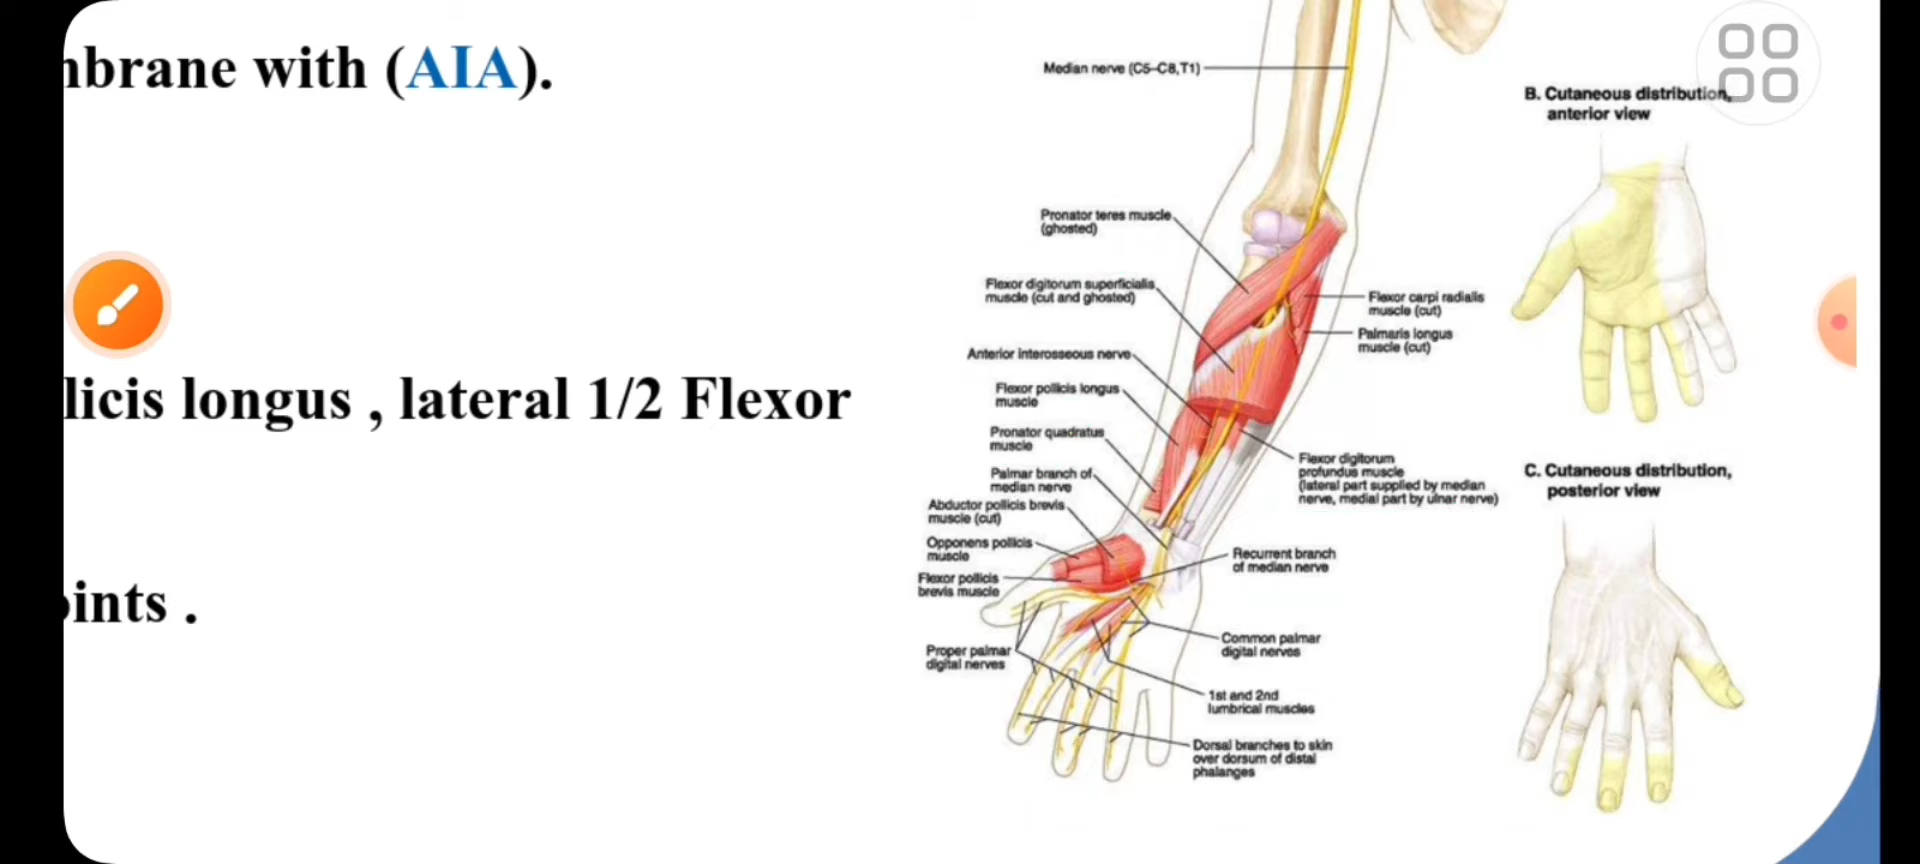 nbrane with (AIA).
licis longus , lateral 1/2 Flexor
ints .
Median nerve (C5–C8,T1)
Pronator teres muscle
(ghosted)
Flexor digitorum superficialis
muscle (cut and ghosted)
Anterior interosseous nerve
Flexor pollicis longus
muscle
Pronator quadratus
muscle
Palmar branch of
median nerve
Abductor pollicis brevis
muscle (cut)
Opponens pollicis
muscle
Flexor pollicis
brevis muscle
Proper palmar
digital nerves
Flexor carpi radialis
muscle (cut)
Palmaris longus
muscle (cut)
Flexor digitorum
profundus muscle
(lateral part supplied by median
nerve, medial part by ulnar nerve)
Recurrent branch
of median nerve
Common palmar
digital nerves
1st and 2nd
lumbrical muscles
Dorsal branches to skin
over dorsum of distal
phalanges
B. Cutaneous distribution,
anterior view
C. Cutaneous distribution,
posterior view